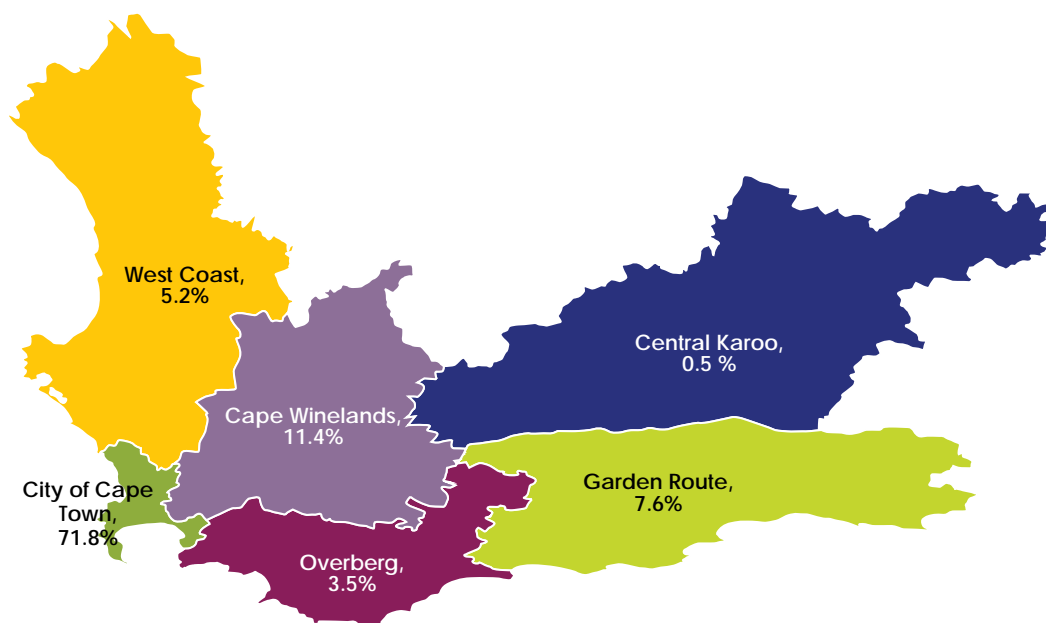 West Coast,
5.2%
Central Karoo,
0.5 %
Cape Winelands,
11.4%
Garden Route,
7.6%
City of Cape
Town,
71.8%
Overberg,
3.5%